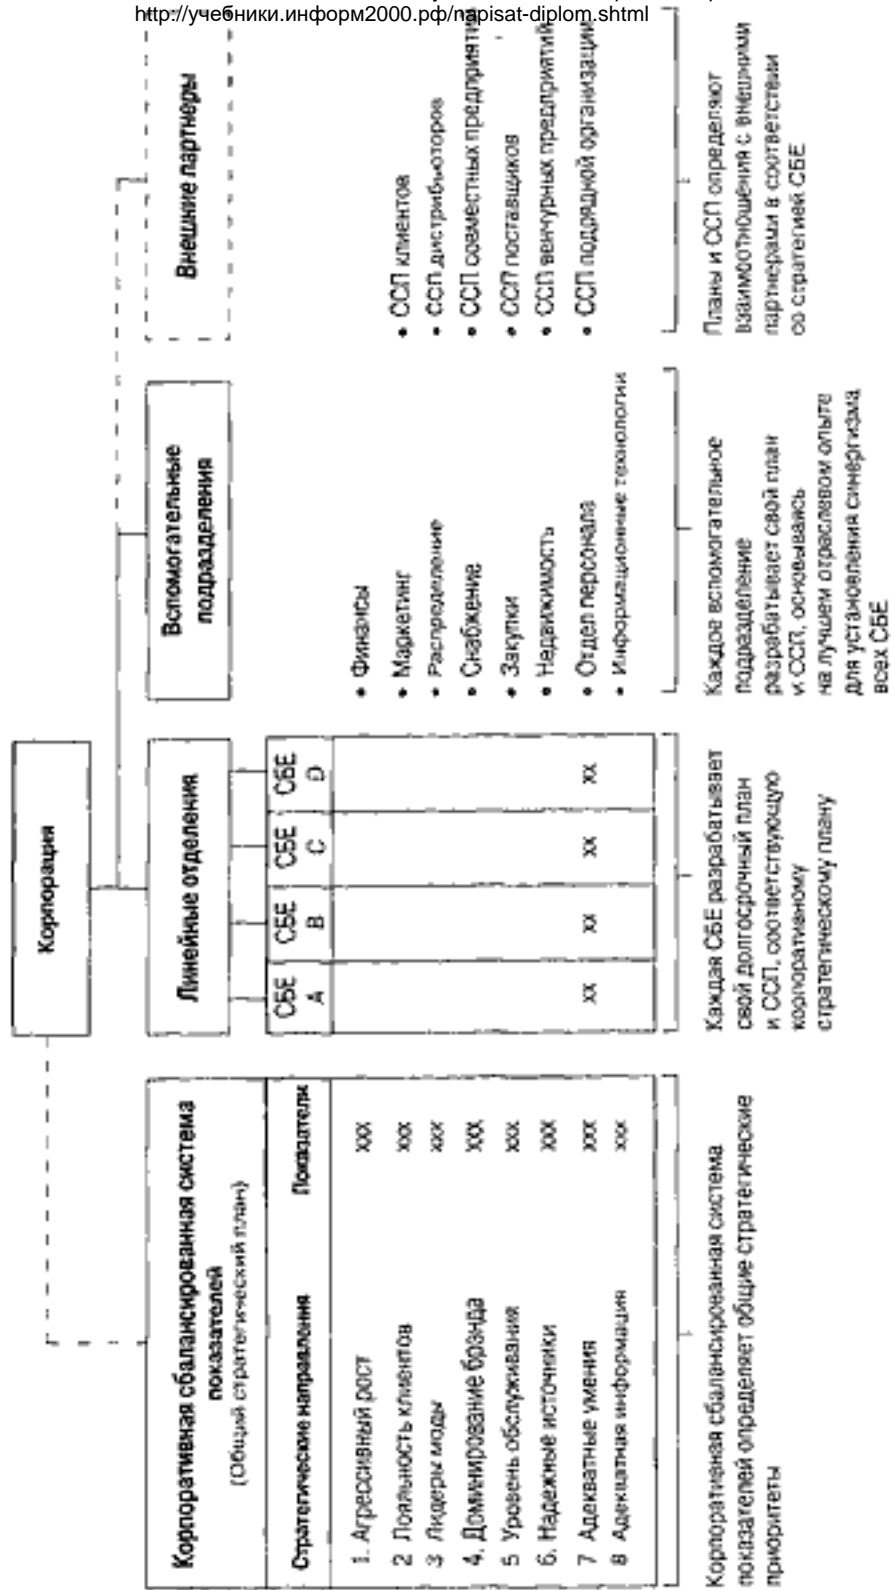 http://учебники.информ2000.рф/napisat-diplom.shtml
Корпорация
Корпоративная сбалансированная система
показателей
(Общий стратегический план)
Стратегические направления Показатели
1. Агрессивный рост xxx
2 Лояльность клиентов xxx
3 Лидеры моды xxx
4. Доминирование брэнда xxx
5 Уровень обслуживания xxx
6. Надежные источники xxx
7 Адекватные умения xxx
8 Адекватная информация xxx
Корпоративная сбалансированная система
показателей определяет общие стратегические
приоритеты
Линейные отделения
СБЕ СБЕ СБЕ СБЕ
A B C D
xx xx xx xx
Каждая СБЕ разрабатывает
свой долгосрочный план
и ССП, соответствующую
корпоративному
стратегическому плану
Вспомогательные
подразделения
• Финансы
• Маркетинг
• Распределение
• Снабжение
• Закупки
• Недвижимость
• Отдел персонала
• Информационные технологии
Каждое вспомогательное
подразделение
разрабатывает свой план
и ССП, основываясь
на лучшем отраслевом опыте
для установления синергизма
всех СБЕ
Внешние партнеры
• ССП клиентов
• ССП дистрибьюторов
• ССП совместных предприятий
• ССП поставщиков
• ССП венчурных предприятий
• ССП подрядной организации
Планы и ССП определяют
взаимоотношения с внешними
партнерами в соответствии
со стратегией СБЕ